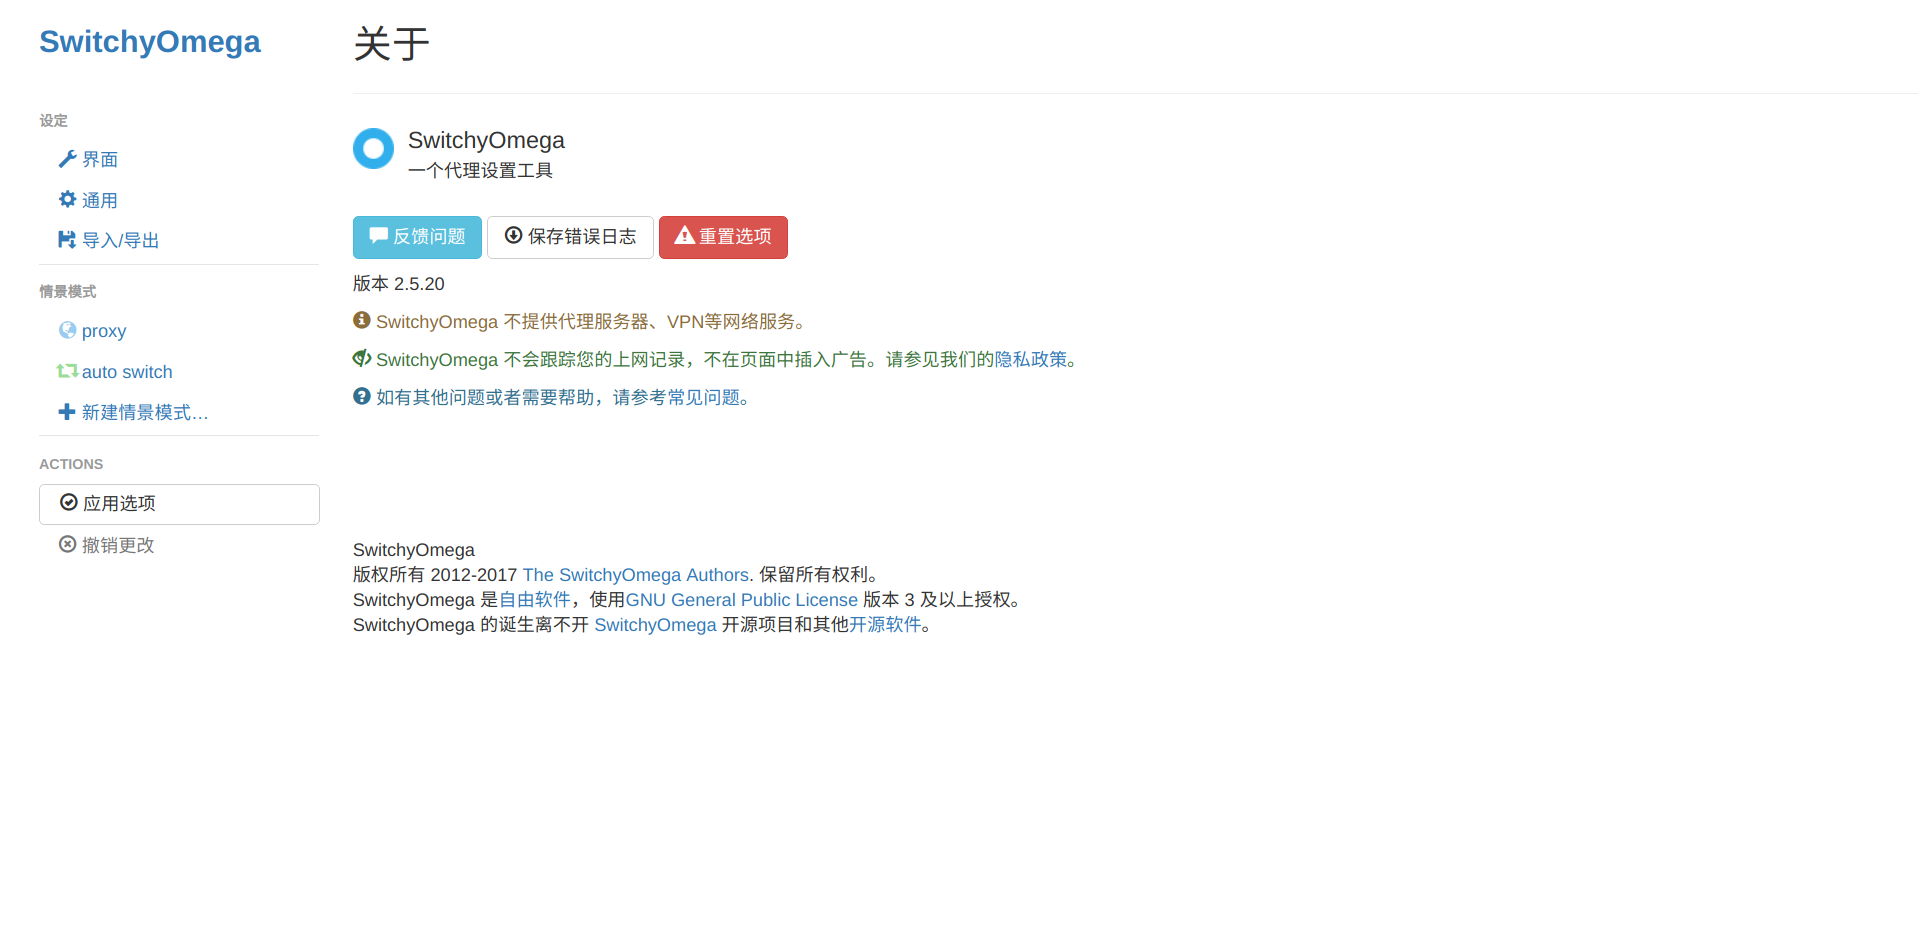 SwitchyOmega
设定
界面
通用
导入/导出
情景模式
proxy
auto switch
新建情景模式…
ACTIONS
应用选项
撤销更改
关于
SwitchyOmega
一个代理设置工具
反馈问题 保存错误日志 重置选项
版本 2.5.20
SwitchyOmega 不提供代理服务器、VPN等网络服务。
SwitchyOmega 不会跟踪您的上网记录，不在页面中插入广告。请参见我们的隐私政策。
如有其他问题或者需要帮助，请参考常见问题。
SwitchyOmega
版权所有 2012-2017 The SwitchyOmega Authors. 保留所有权利。
SwitchyOmega 是自由软件，使用GNU General Public License 版本 3 及以上授权。
SwitchyOmega 的诞生离不开 SwitchyOmega 开源项目和其他开源软件。